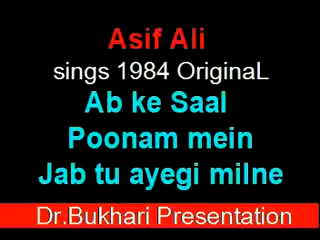 Asif Ali
sings 1984 OriginaL
Ab ke Saal
Poonam mein
Jab tu ayegi milne
Dr.Bukhari Presentation